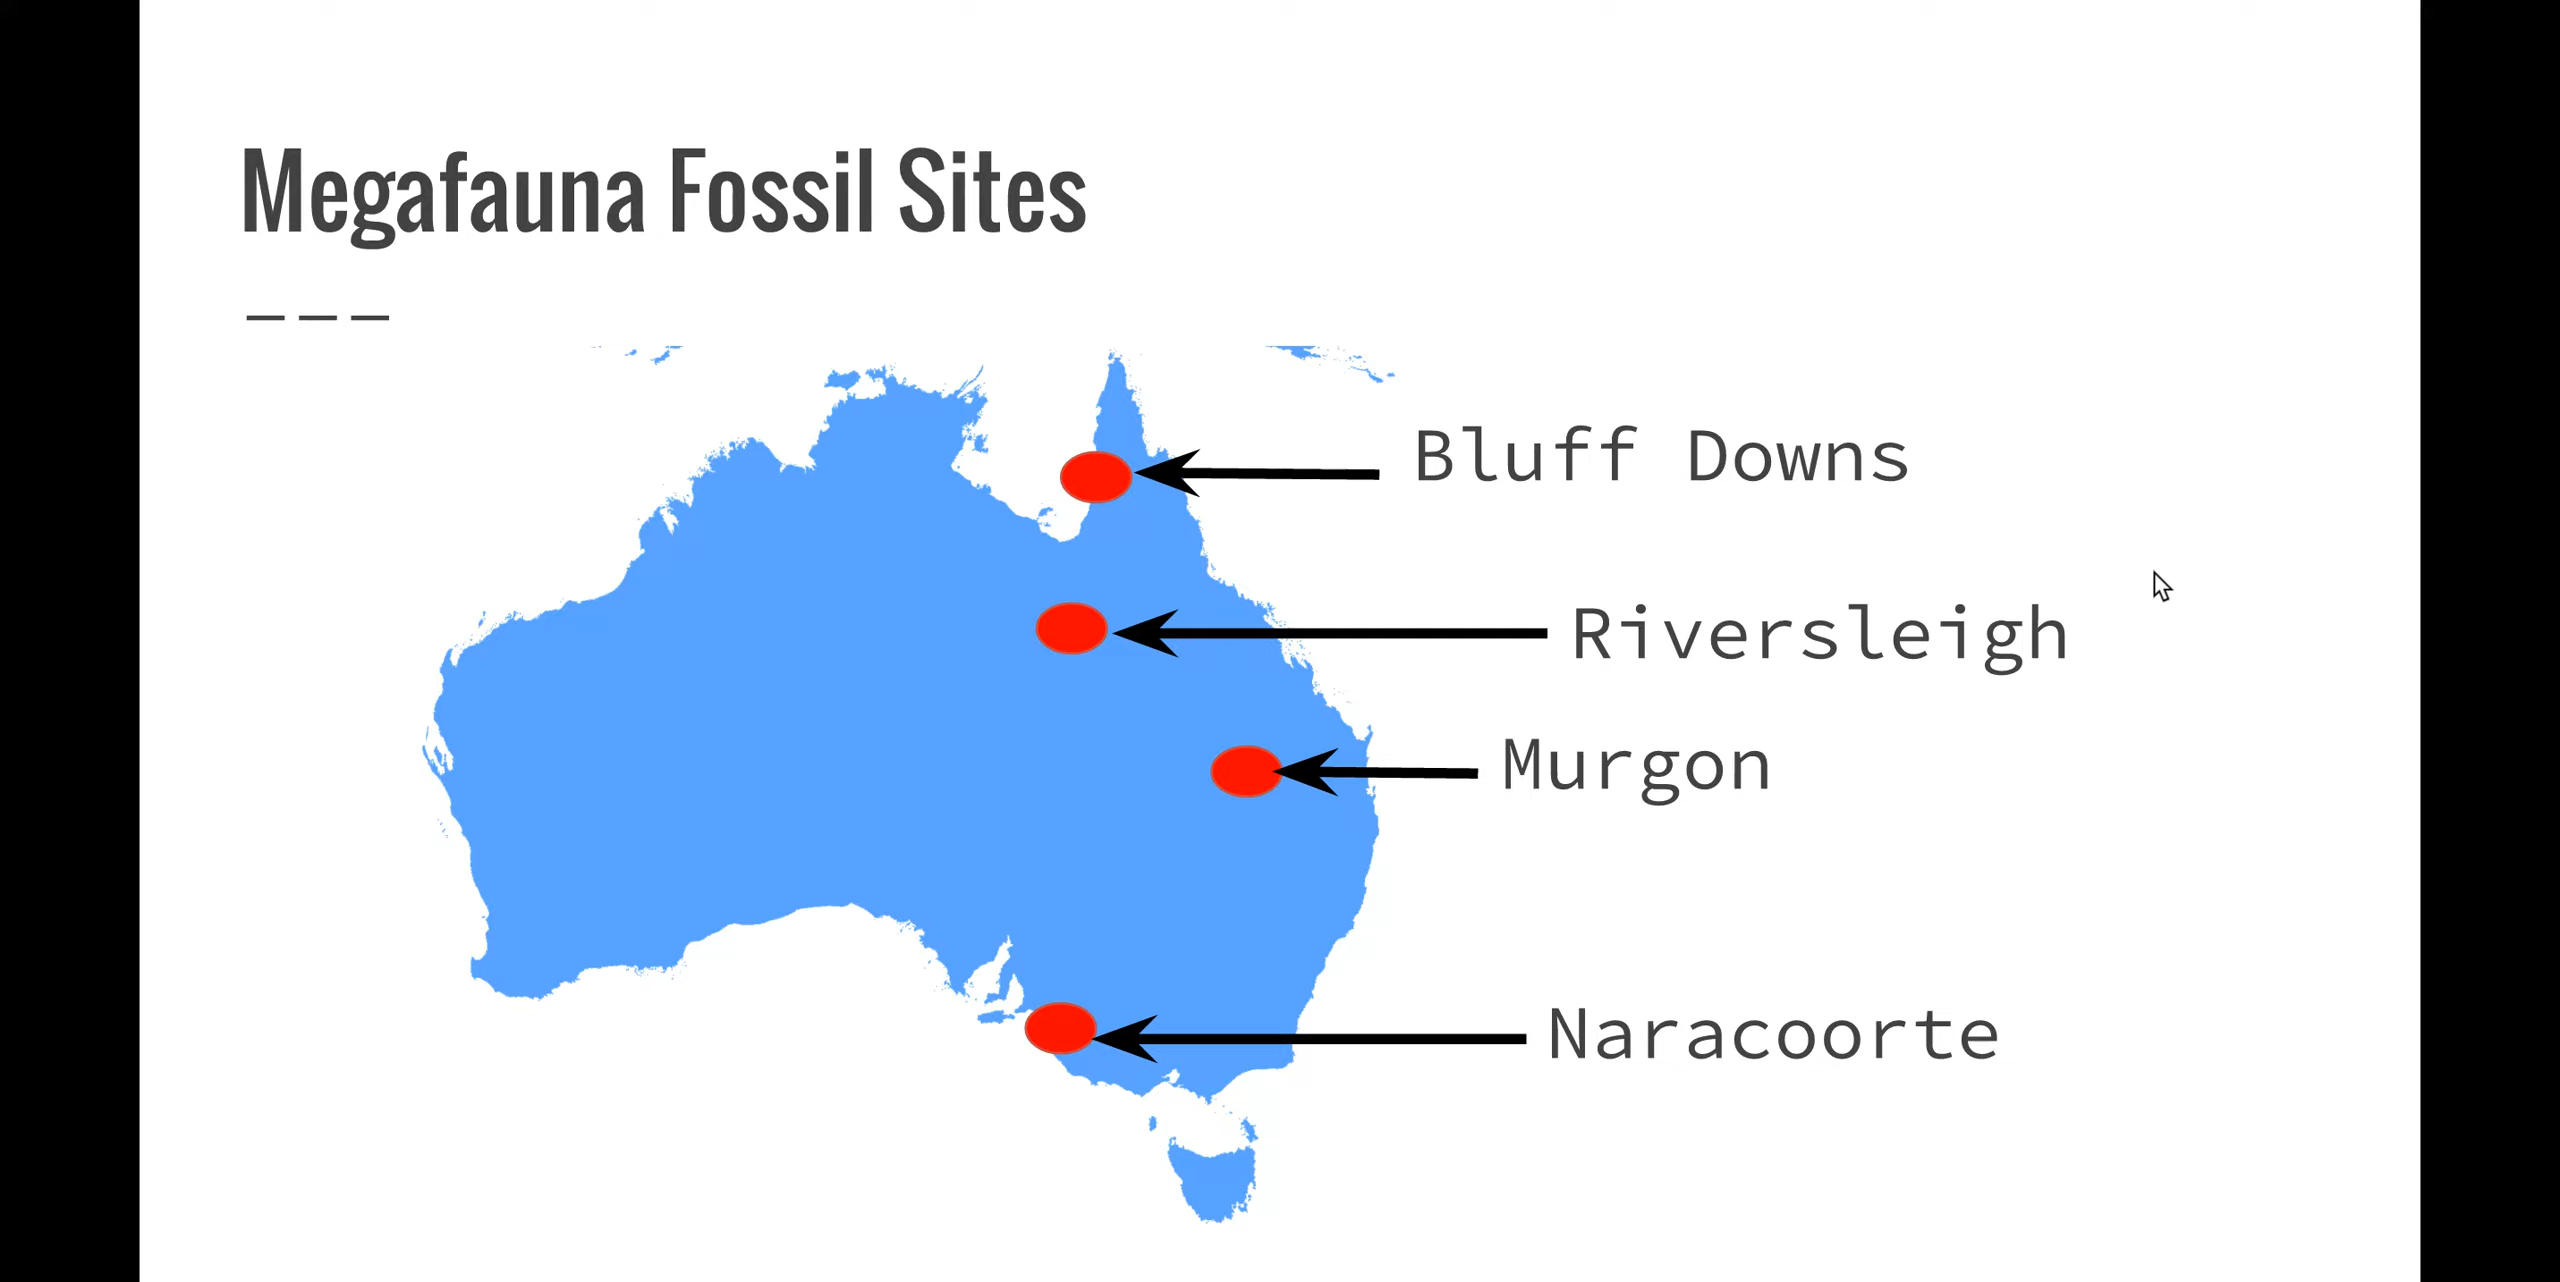 Megafauna Fossil Sites
Bluff Downs
Riversleigh
Murgon
Naracoorte